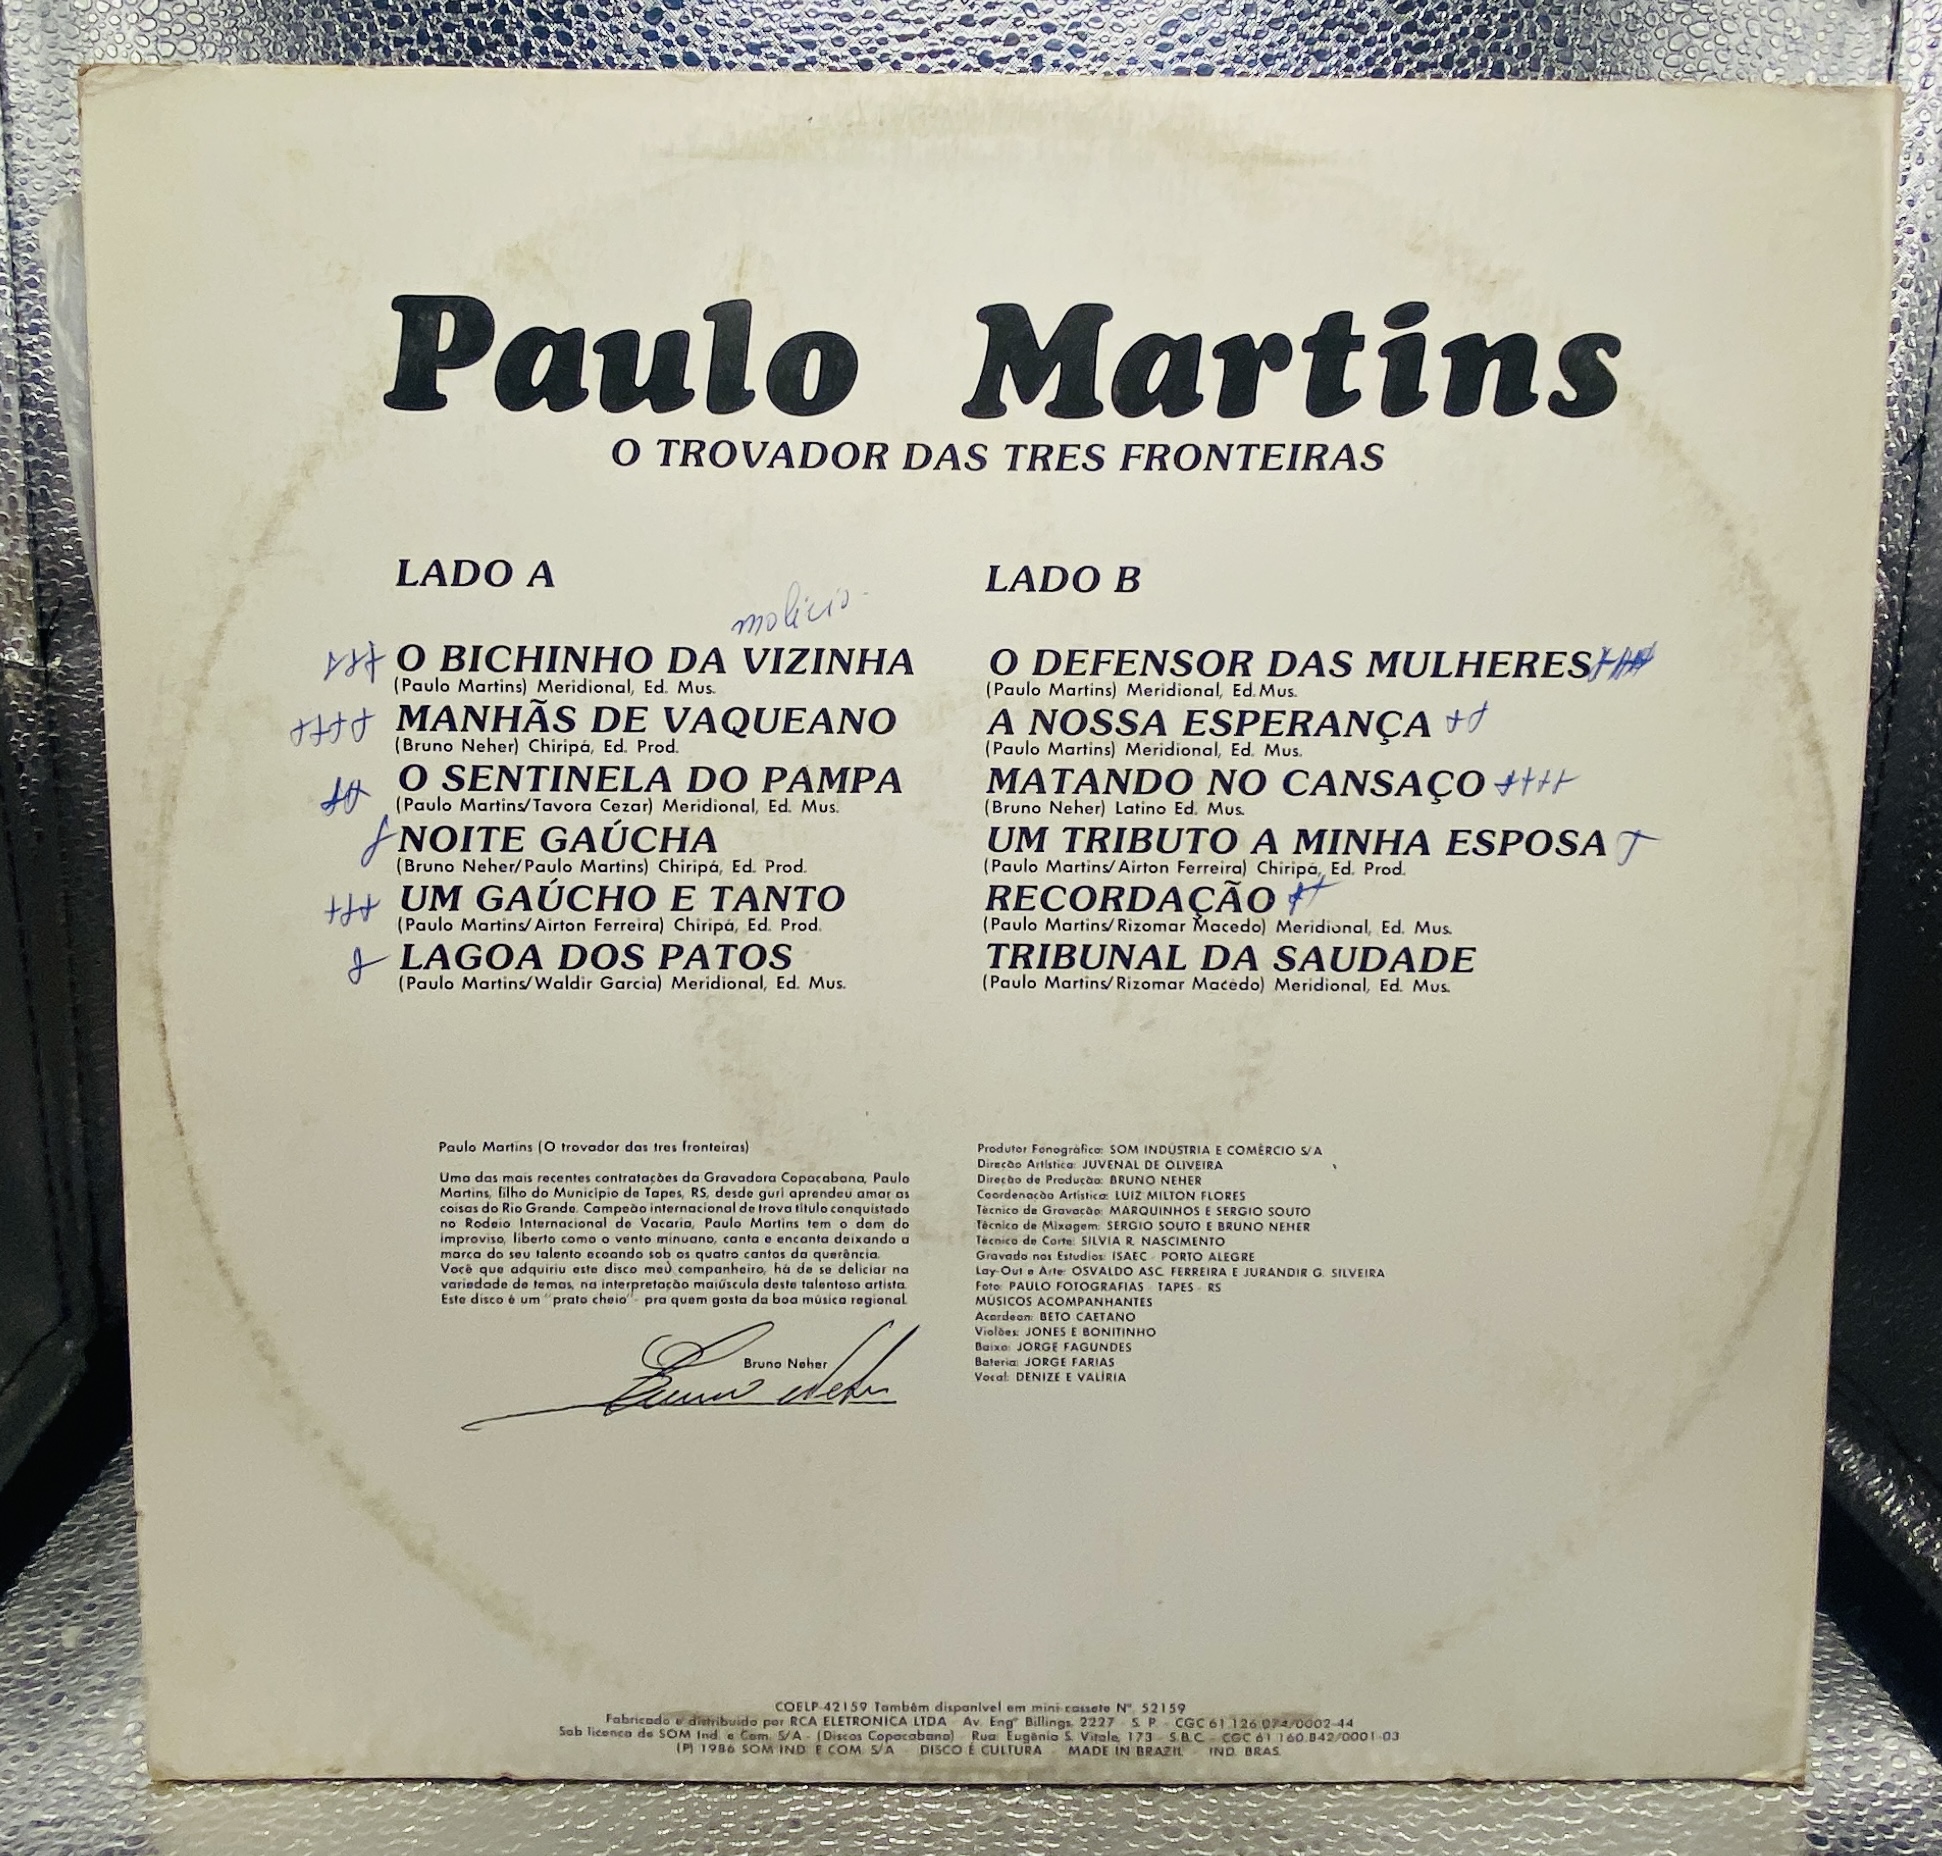 Paulo Martins
O TROVADOR DAS TRES FRONTEIRAS
LADO A
O BICHINHO DA VIZINHA
(Paulo Martins) Meridional, Ed. Mus.
MANHÃS DE VAQUEANO
(Bruno Neher) Chiripá, Ed. Prod.
O SENTINELA DO PAMPA
(Paulo Martins/Tavora Cezar) Meridional, Ed. Mus.
NOITE GAÚCHA
(Bruno Neher/Paulo Martins) Chiripá, Ed. Prod.
UM GAÚCHO E TANTO
(Paulo Martins/Airton Ferreira) Chiripá, Ed. Prod.
LAGOA DOS PATOS
(Paulo Martins/Waldir Garcia) Meridional, Ed. Mus.
LADO B
O DEFENSOR DAS MULHERES
(Paulo Martins) Meridional, Ed.Mus.
A NOSSA ESPERANÇA
(Paulo Martins) Meridional, Ed. Mus.
MATANDO NO CANSAÇO
(Bruno Neher) Latino Ed. Mus.
UM TRIBUTO A MINHA ESPOSA
(Paulo Martins/Airton Ferreira) Chiripá, Ed. Prod.
RECORDAÇÃO
(Paulo Martins/Rizomar Macedo) Meridional, Ed. Mus.
TRIBUNAL DA SAUDADE
(Paulo Martins/Rizomar Macedo) Meridional, Ed. Mus.
Paulo Martins (O trovador das tres fronteiras)
Uma das mais recentes contratações da Gravadora Copacabana, Paulo
Martins, filho do Município de Tapes, RS, desde guri aprendeu amar as
coisas do Rio Grande. Campeão internacional de trova título conquistado
no Rodeio Internacional de Vacaria, Paulo Martins tem o dom do
improviso, liberto como o vento minuano, canta e encanta deixando a
marca do seu talento ecoando sob os quatro cantos da querência.
Você que adquiriu este disco meu companheiro, há de se deliciar na
variedade de temas, na interpretação maiúscula deste talentoso artista.
Este disco é um "prato cheio" - pra quem gosta da boa música regional.
Bruno Neher
Bruno Neher
Produtor Fonográfico: SOM INDÚSTRIA E COMÉRCIO S/A
Direção Artística: JUVENAL DE OLIVEIRA
Direção de Produção: BRUNO NEHER
Coordenação Artística: LUIZ MILTON FLORES
Técnico de Gravação: MARQUINHOS E SERGIO SOUTO
Técnico de Mixagem: SERGIO SOUTO E BRUNO NEHER
Técnico de Corte: SILVIA R. NASCIMENTO
Gravado nos Estudios: ISAEC - PORTO ALEGRE
Lay-Out e Arte: OSVALDO ASC. FERREIRA E JURANDIR G. SILVEIRA
Foto: PAULO FOTOGRAFIAS - TAPES - RS
MÚSICOS ACOMPANHANTES
Acordeon: BETO CAETANO
Violões: JONES E BONITINHO
Baixo: JORGE FAGUNDES
Bateria: JORGE FARIAS
Vocal: DENIZE E VALÍRIA
COELP-42159 Também disponível em mini cassete Nº. 52159
Fabricado e distribuido por RCA ELETRONICA LTDA - Av. Engº Billings, 2227 - S. P. - CGC 61.126.074/0002-44
Sob licença de SOM Ind. e Com. S/A - (Discos Copacabana) - Rua: Eugênio S. Vitale, 173 - S.B.C. - CGC 61.160.842/0001-03
(P) 1986 SOM IND. E COM. S/A - DISCO É CULTURA - MADE IN BRAZIL - IND. BRAS.